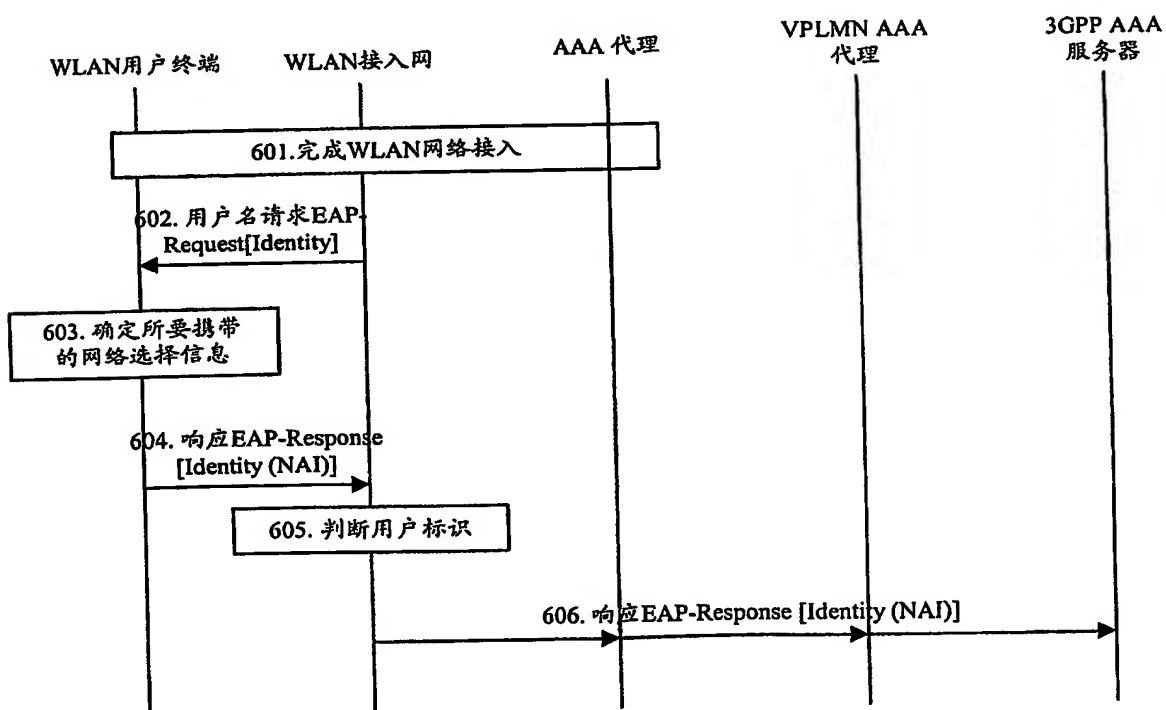 WLAN用户终端
WLAN接入网
AAA 代理
VPLMN AAA
代理
3GPP AAA
服务器
601.完成WLAN网络接入
602. 用户名请求EAP-
Request[Identity]
603. 确定所要携带
的网络选择信息
604. 响应EAP-Response
[Identity (NAI)]
605. 判断用户标识
606. 响应EAP-Response [Identity (NAI)]